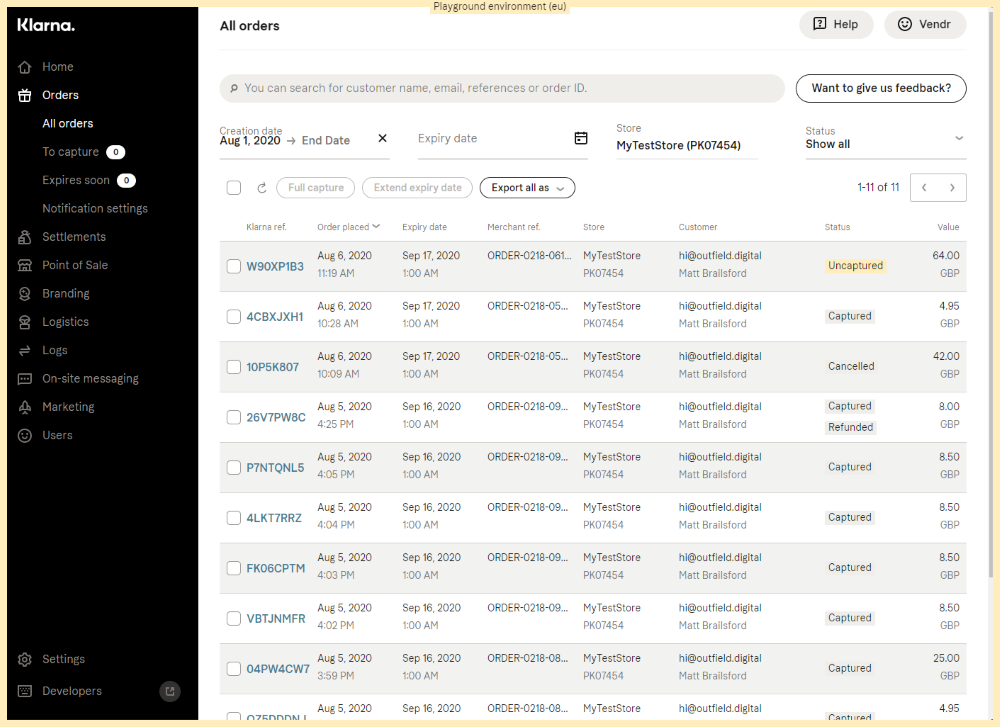 Playground environment (eu)
Klarna.
Home
Orders
All orders
To capture 0
Expires soon 0
Notification settings
Settlements
Point of Sale
Branding
Logistics
Logs
On-site messaging
Marketing
Users
Settings
Developers
All orders
Help
Vendr
You can search for customer name, email, references or order ID.
Want to give us feedback?
Creation date
Aug 1, 2020 → End Date
Expiry date
Store
MyTestStore (PK07454)
Status
Show all
Full capture
Extend expiry date
Export all as
1-11 of 11
Klarna ref. Order placed Expiry date Merchant ref. Store Customer Status Value
W90XP1B3 Aug 6, 2020 Sep 17, 2020 ORDER-0218-061... MyTestStore hi@outfield.digital Uncaptured 64.00
11:19 AM 1:00 AM PK07454 Matt Brailsford GBP
4CBXJXH1 Aug 6, 2020 Sep 17, 2020 ORDER-0218-05... MyTestStore hi@outfield.digital Captured 4.95
10:28 AM 1:00 AM PK07454 Matt Brailsford GBP
10P5K807 Aug 6, 2020 Sep 17, 2020 ORDER-0218-05... MyTestStore hi@outfield.digital Cancelled 42.00
10:09 AM 1:00 AM PK07454 Matt Brailsford GBP
26V7PW8C Aug 5, 2020 Sep 16, 2020 ORDER-0218-09... MyTestStore hi@outfield.digital Captured 8.00
4:25 PM 1:00 AM PK07454 Matt Brailsford Refunded GBP
P7NTQNL5 Aug 5, 2020 Sep 16, 2020 ORDER-0218-09... MyTestStore hi@outfield.digital Captured 8.50
4:05 PM 1:00 AM PK07454 Matt Brailsford GBP
4LKT7RRZ Aug 5, 2020 Sep 16, 2020 ORDER-0218-09... MyTestStore hi@outfield.digital Captured 8.50
4:04 PM 1:00 AM PK07454 Matt Brailsford GBP
FK06CPTM Aug 5, 2020 Sep 16, 2020 ORDER-0218-09... MyTestStore hi@outfield.digital Captured 8.50
4:03 PM 1:00 AM PK07454 Matt Brailsford GBP
VBTJNMFR Aug 5, 2020 Sep 16, 2020 ORDER-0218-09... MyTestStore hi@outfield.digital Captured 8.50
4:02 PM 1:00 AM PK07454 Matt Brailsford GBP
04PW4CW7 Aug 5, 2020 Sep 16, 2020 ORDER-0218-08... MyTestStore hi@outfield.digital Captured 25.00
3:59 PM 1:00 AM PK07454 Matt Brailsford GBP
Aug 5, 2020 Sep 16, 2020 ORDER-0218-08... MyTestStore hi@outfield.digital Captured 4.95